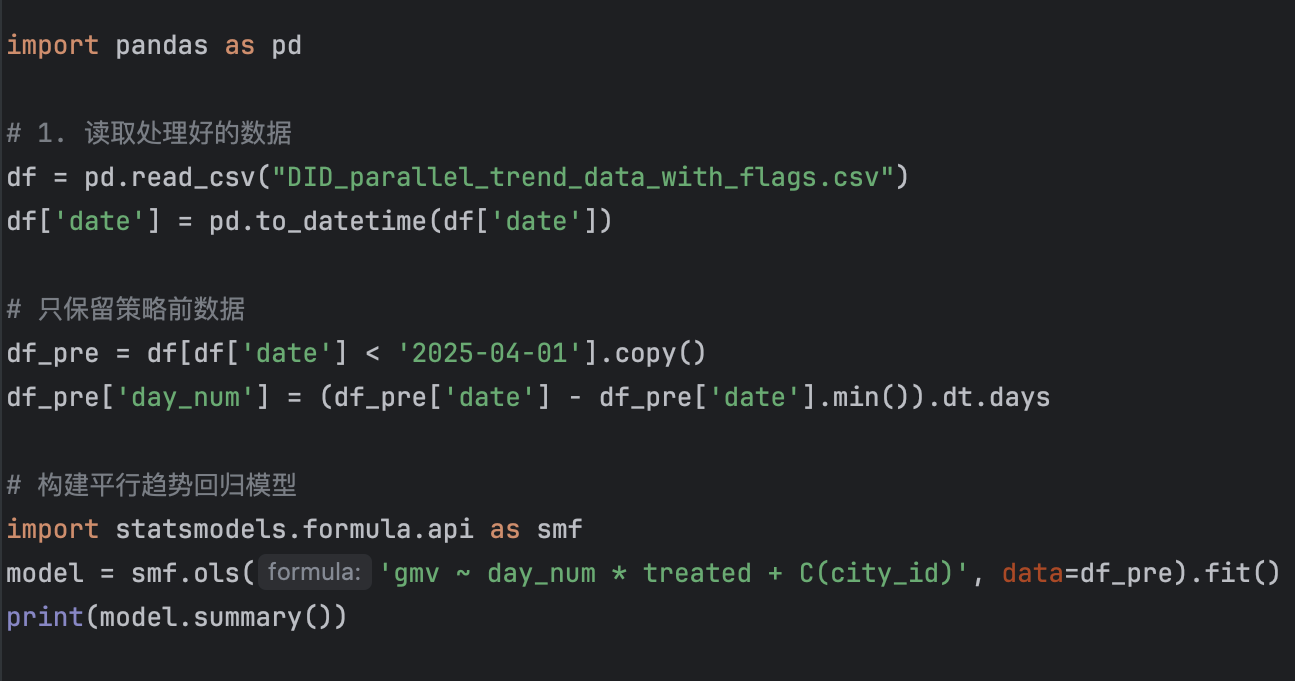 import pandas as pd
# 1. 读取处理好的数据
df = pd.read_csv("DID_parallel_trend_data_with_flags.csv")
df['date'] = pd.to_datetime(df['date'])
# 只保留策略前数据
df_pre = df[df['date'] < '2025-04-01'].copy()
df_pre['day_num'] = (df_pre['date'] - df_pre['date'].min()).dt.days
# 构建平行趋势回归模型
import statsmodels.formula.api as smf
model = smf.ols( formula: 'gmv ~ day_num * treated + C(city_id)', data=df_pre).fit()
print(model.summary())